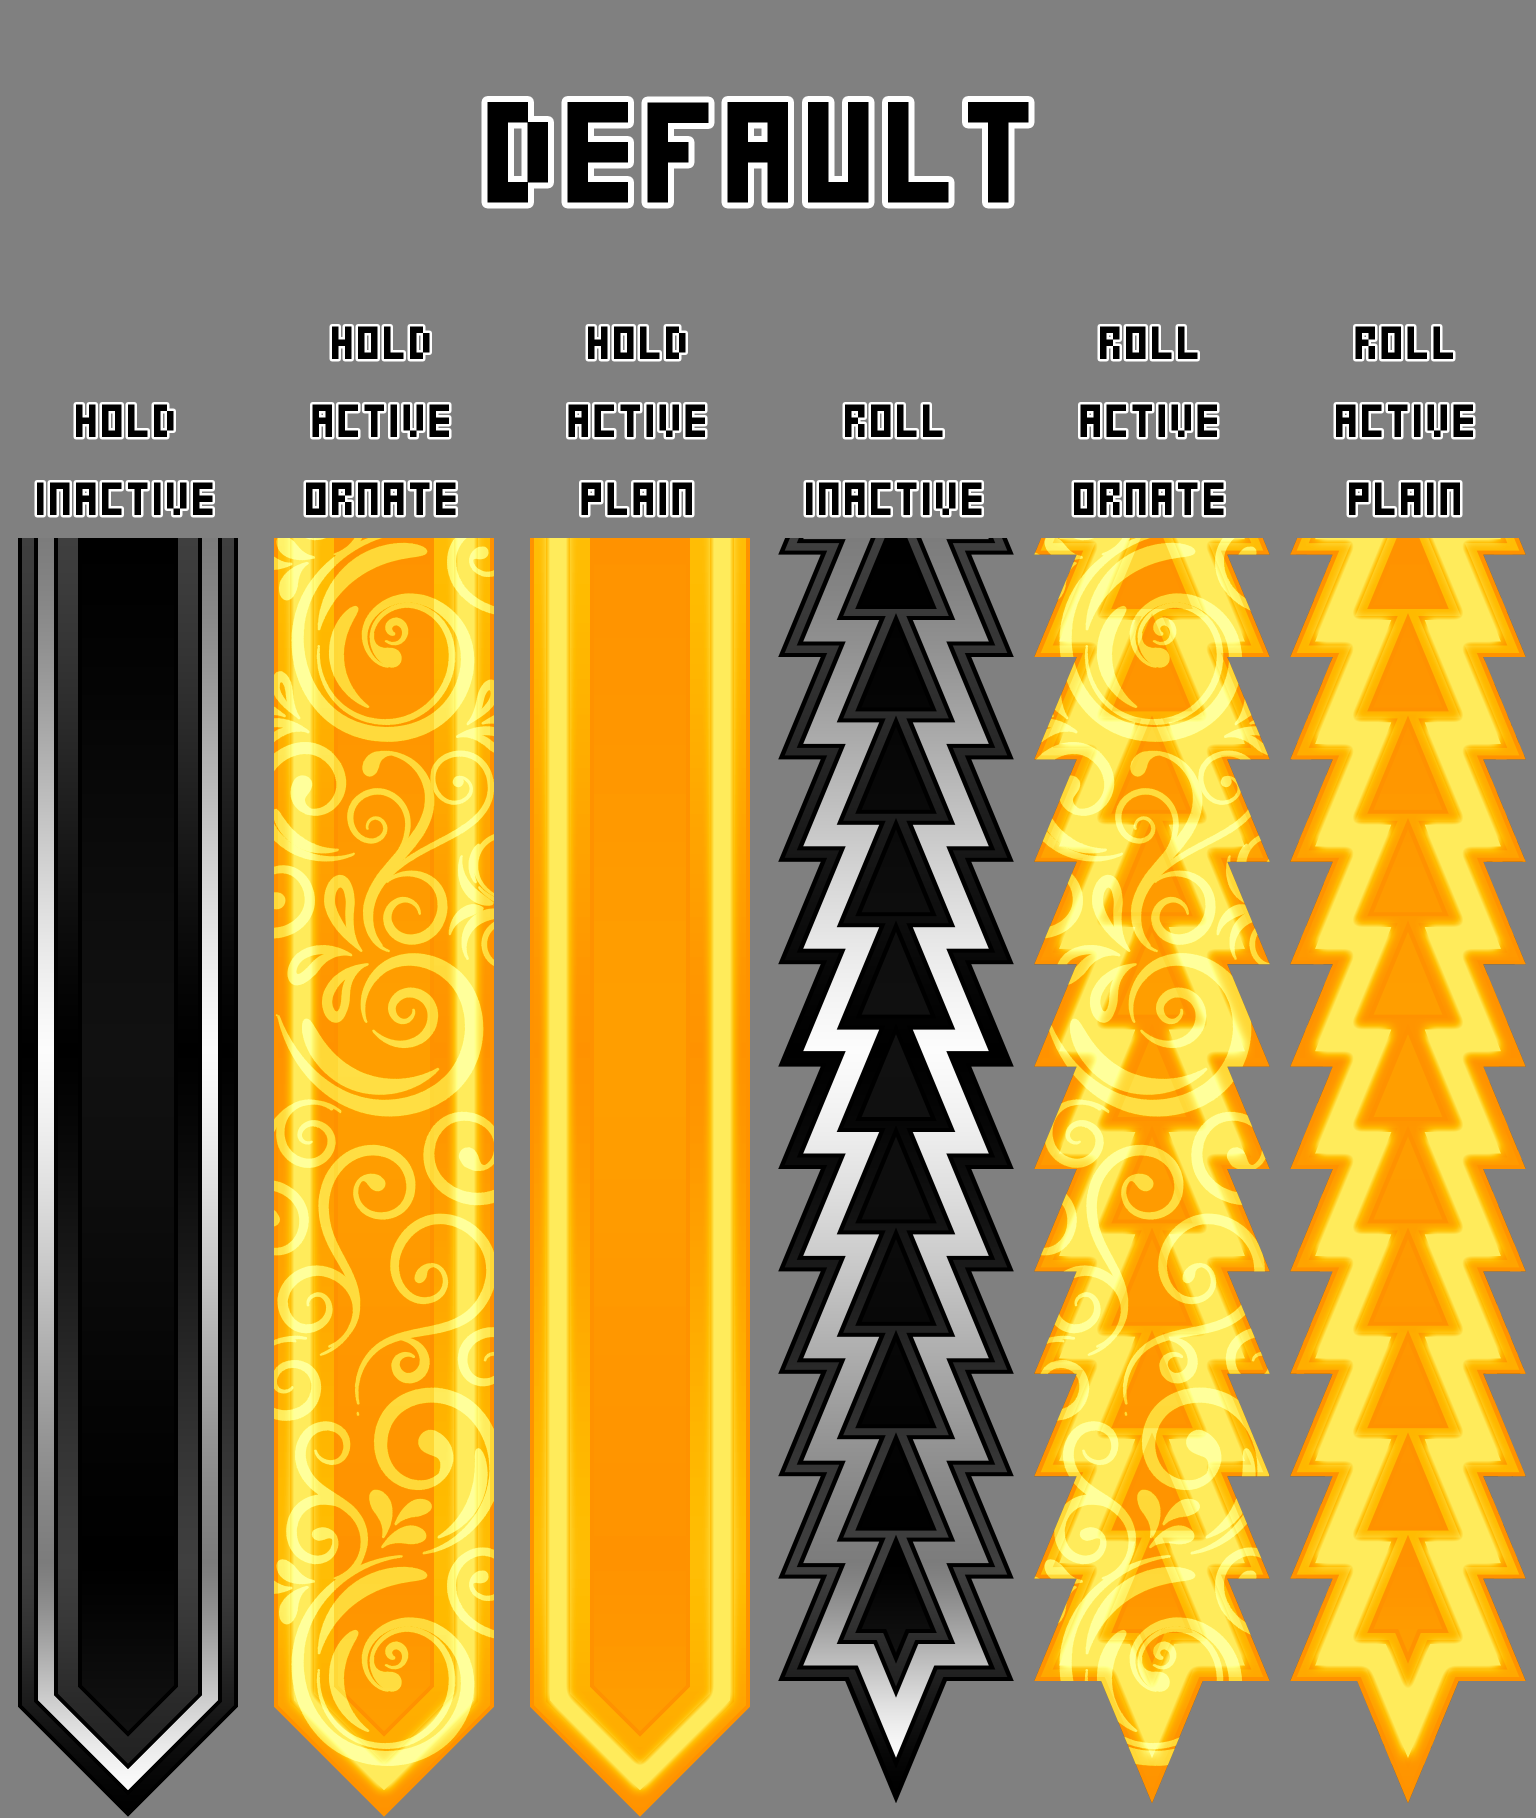 DEFAULT
HOLD
INACTIVE
HOLD
ACTIVE
ORNATE
HOLD
ACTIVE
PLAIN
ROLL
INACTIVE
ROLL
ACTIVE
ORNATE
ROLL
ACTIVE
PLAIN